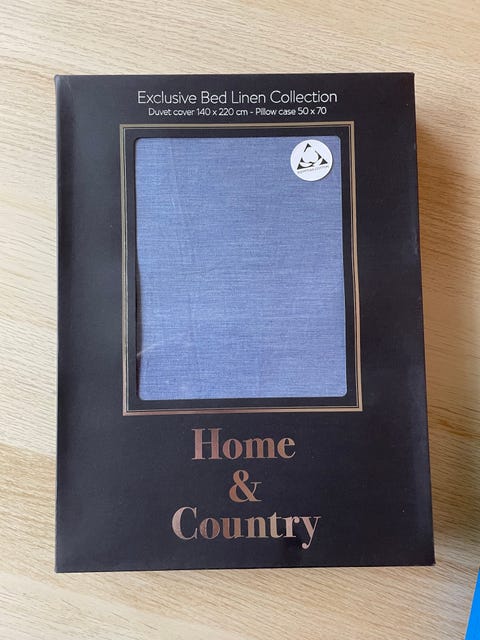 Exclusive Bed Linen Collection
Duvet cover 140 x 220 cm - Pillow case 50 x 70
Home
&
Country